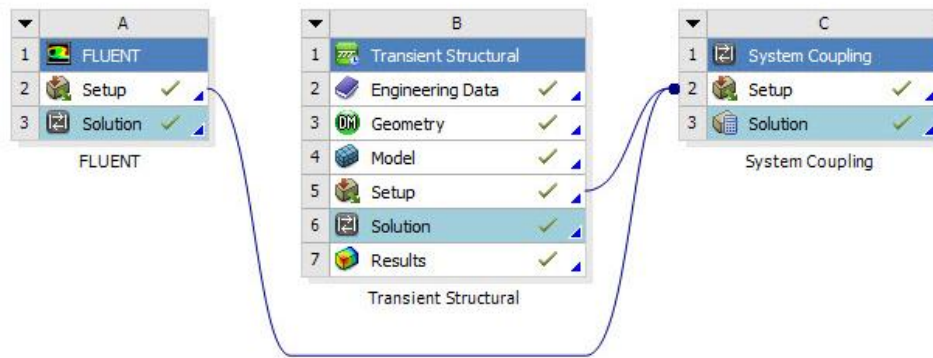 A
1 FLUENT
2 Setup
3 Solution
FLUENT
B
1 Transient Structural
2 Engineering Data
3 DM Geometry
4 Model
5 Setup
6 Solution
7 Results
Transient Structural
C
1 System Coupling
2 Setup
3 Solution
System Coupling